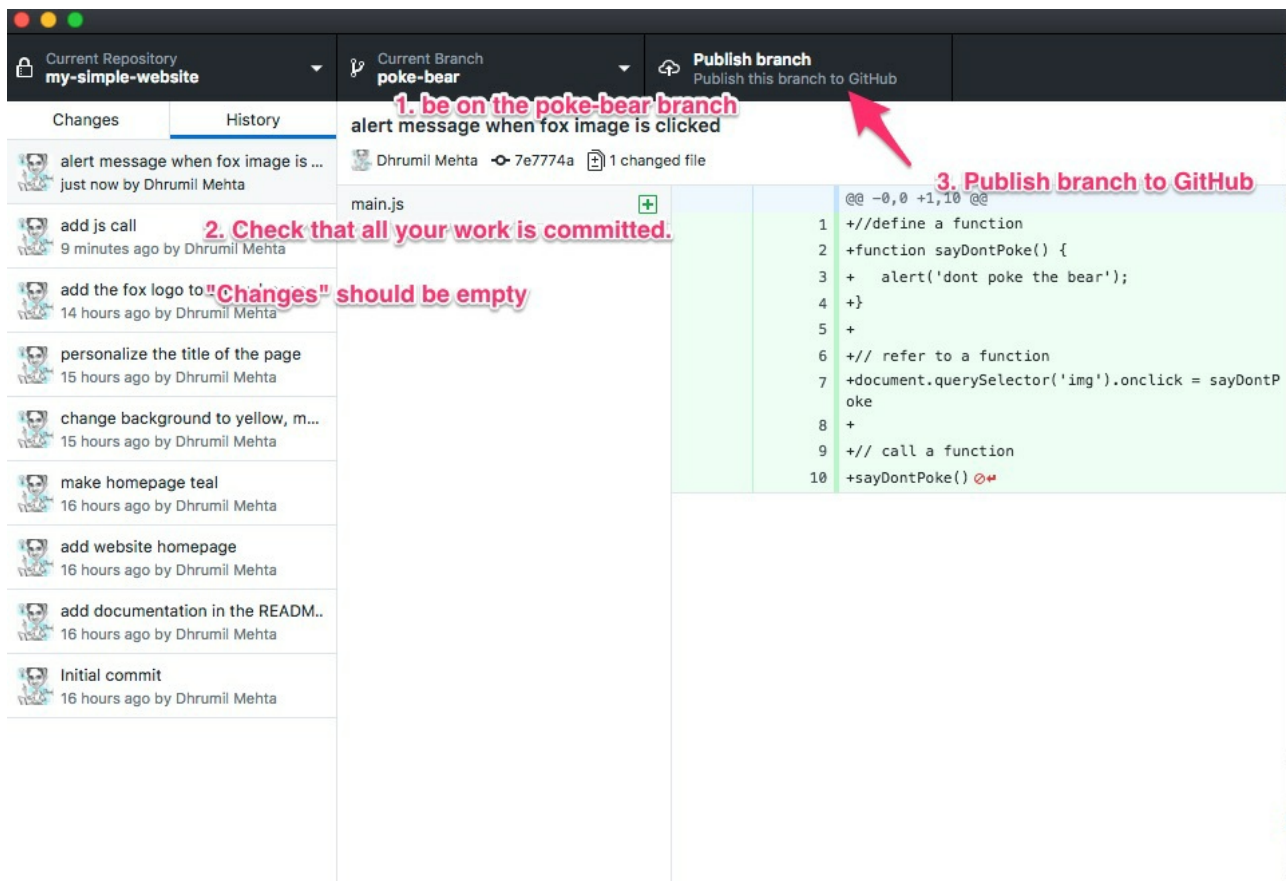 Current Repository
my-simple-website
Current Branch
poke-bear
Publish branch
Publish this branch to GitHub
1. be on the poke-bear branch
Changes
History
alert message when fox image is clicked
Dhrumil Mehta 7e7774a 1 changed file
3. Publish branch to GitHub
alert message when fox image is ...
just now by Dhrumil Mehta
add js call
9 minutes ago by Dhrumil Mehta
2. Check that all your work is committed.
"Changes" should be empty
add the fox logo to
14 hours ago by Dhrumil Mehta
personalize the title of the page
15 hours ago by Dhrumil Mehta
change background to yellow, m...
15 hours ago by Dhrumil Mehta
make homepage teal
16 hours ago by Dhrumil Mehta
add website homepage
16 hours ago by Dhrumil Mehta
add documentation in the READM..
16 hours ago by Dhrumil Mehta
Initial commit
16 hours ago by Dhrumil Mehta
main.js
@@ -0,0 +1,10 @@
1 +//define a function
2 +function sayDontPoke() {
3 +   alert('dont poke the bear');
4 +}
5 +
6 +// refer to a function
7 +document.querySelector('img').onclick = sayDontP
oke
8 +
9 +// call a function
10 +sayDontPoke()